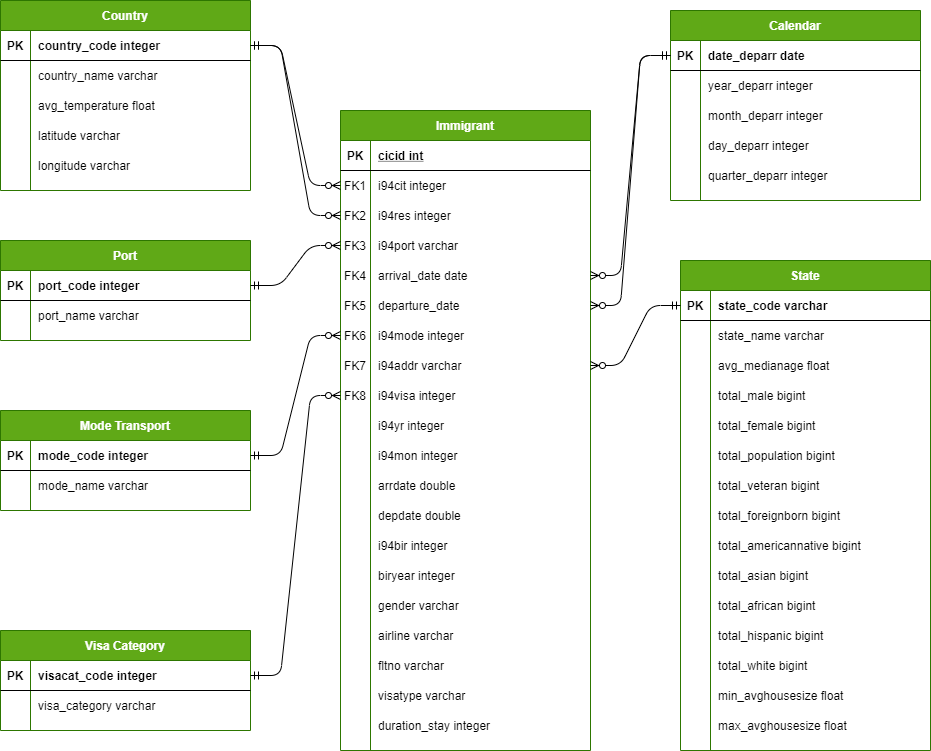 Country
PK country_code integer
country_name varchar
avg_temperature float
latitude varchar
longitude varchar
Port
PK port_code integer
port_name varchar
Mode Transport
PK mode_code integer
mode_name varchar
Visa Category
PK visacat_code integer
visa_category varchar
Immigrant
PK cicid int
FK1 i94cit integer
FK2 i94res integer
FK3 i94port varchar
FK4 arrival_date date
FK5 departure_date
FK6 i94mode integer
FK7 i94addr varchar
FK8 i94visa integer
i94yr integer
i94mon integer
arrdate double
depdate double
i94bir integer
biryear integer
gender varchar
airline varchar
fltno varchar
visatype varchar
duration_stay integer
Calendar
PK date_deparr date
year_deparr integer
month_deparr integer
day_deparr integer
quarter_deparr integer
State
PK state_code varchar
state_name varchar
avg_medianage float
total_male bigint
total_female bigint
total_population bigint
total_veteran bigint
total_foreignborn bigint
total_americannative bigint
total_asian bigint
total_african bigint
total_hispanic bigint
total_white bigint
min_avghousesize float
max_avghousesize float